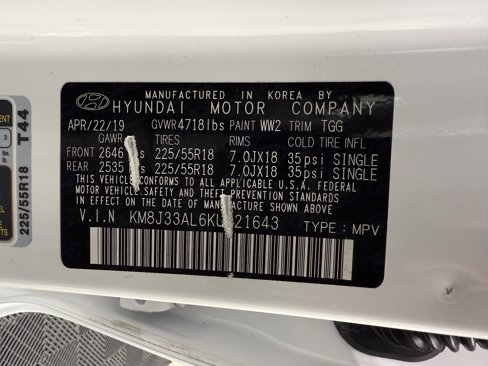 MANUFACTURED IN KOREA BY
HYUNDAI MOTOR COMPANY
APR/22/19 GVWR4718lbs PAINT WW2 TRIM TGG
GAWR TIRES RIMS COLD TIRE INFL
FRONT 2646 225/55R18 7.0JX18 35psi SINGLE
REAR 2535 225/55R18 7.0JX18 35psi SINGLE
THIS VEHICLE CONFORMS TO ALL APPLICABLE U.S.A. FEDERAL
MOTOR VEHICLE SAFETY AND THEFT PREVENTION STANDARDS
IN EFFECT ON THE DATE OF MANUFACTURE SHOWN ABOVE
V.I.N KM8J33AL6KU 21643 TYPE : MPV
225/55R18 T44
3